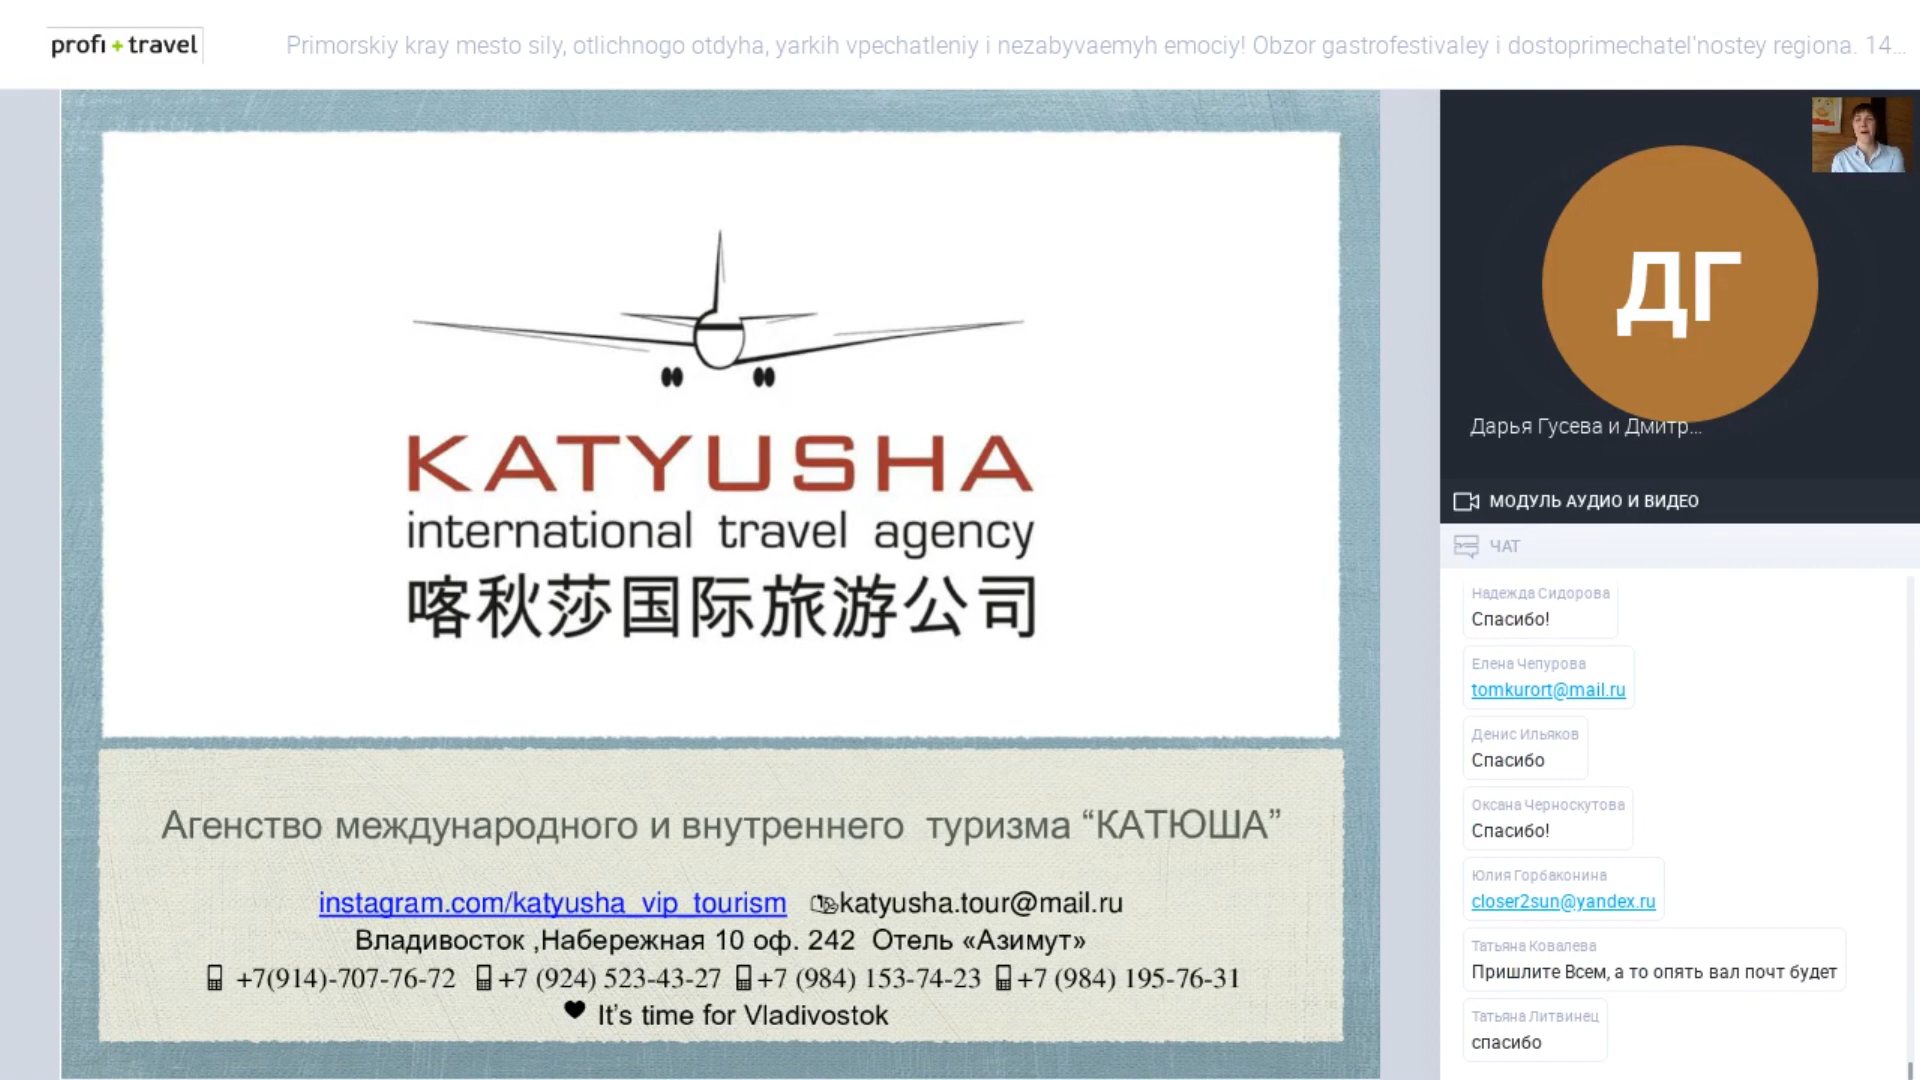 profi + travel
Primorskiy kray mesto sily, otlichnogo otdyha, yarkih vpechatleniy i nezabyvaemyh emociy! Obzor gastrofestivaley i dostoprimechatel'nostey regiona. 14...
KATYUSHA
international travel agency
喀秋莎国际旅游公司
Агенство международного и внутреннего туризма “КАТЮША”
instagram.com/katyusha_vip_tourism katyusha.tour@mail.ru
Владивосток ,Набережная 10 оф. 242 Отель «Азимут»
+7(914)-707-76-72 +7 (924) 523-43-27 +7 (984) 153-74-23 +7 (984) 195-76-31
♥ It’s time for Vladivostok
ДГ
Дарья Гусева и Дмитр...
МОДУЛЬ АУДИО И ВИДЕО
ЧАТ
Надежда Сидорова
Спасибо!
Елена Чепурова
tomkurort@mail.ru
Денис Ильяков
Спасибо
Оксана Черноскутова
Спасибо!
Юлия Горбаконина
closer2sun@yandex.ru
Татьяна Ковалева
Пришлите Всем, а то опять вал почт будет
Татьяна Литвинец
спасибо